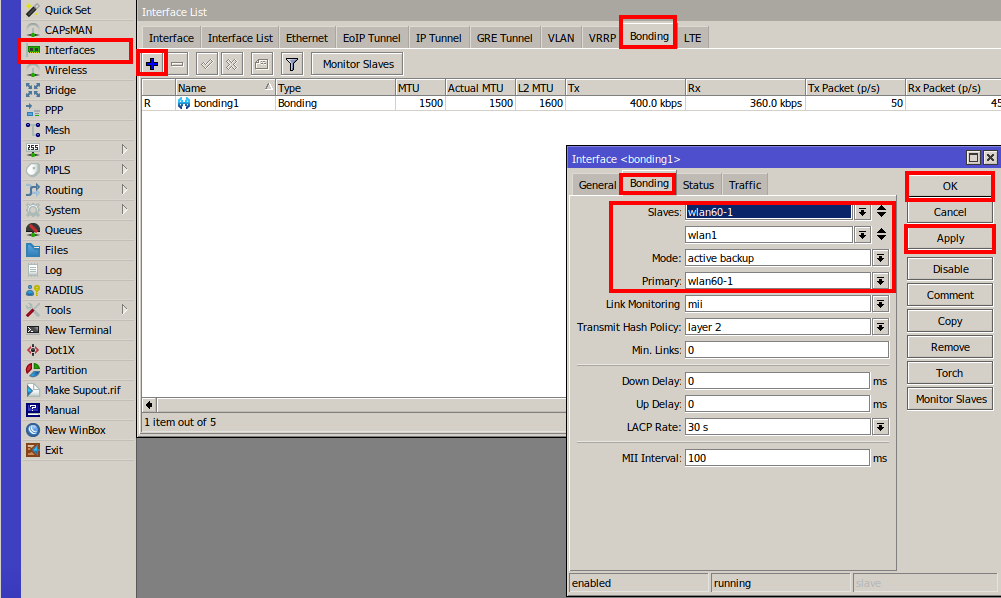 Quick Set
CAPsMAN
Interfaces
Wireless
Bridge
PPP
Mesh
IP
MPLS
Routing
System
Queues
Files
Log
RADIUS
Tools
New Terminal
Dot1X
Partition
Make Supout.rif
Manual
New WinBox
Exit
Interface List
Interface Interface List Ethernet EoIP Tunnel IP Tunnel GRE Tunnel VLAN VRRP Bonding LTE
Monitor Slaves
Name Type MTU Actual MTU L2 MTU Tx Rx Tx Packet (p/s) Rx Packet (p/s)
R bonding1 Bonding 1500 1500 1600 400.0 kbps 360.0 kbps 50 45
1 item out of 5
Interface <bonding1>
General Bonding Status Traffic
Slaves: wlan60-1
wlan1
Mode: active backup
Primary: wlan60-1
Link Monitoring mii
Transmit Hash Policy: layer 2
Min. Links: 0
Down Delay: 0 ms
Up Delay: 0 ms
LACP Rate: 30 s
MII Interval: 100 ms
OK
Cancel
Apply
Disable
Comment
Copy
Remove
Torch
Monitor Slaves
enabled running slave